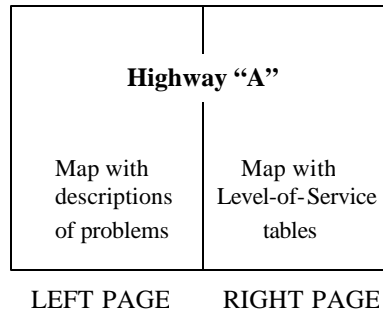 Highway “A”
Map with
descriptions
of problems
Map with
Level-of-Service
tables
LEFT PAGE
RIGHT PAGE